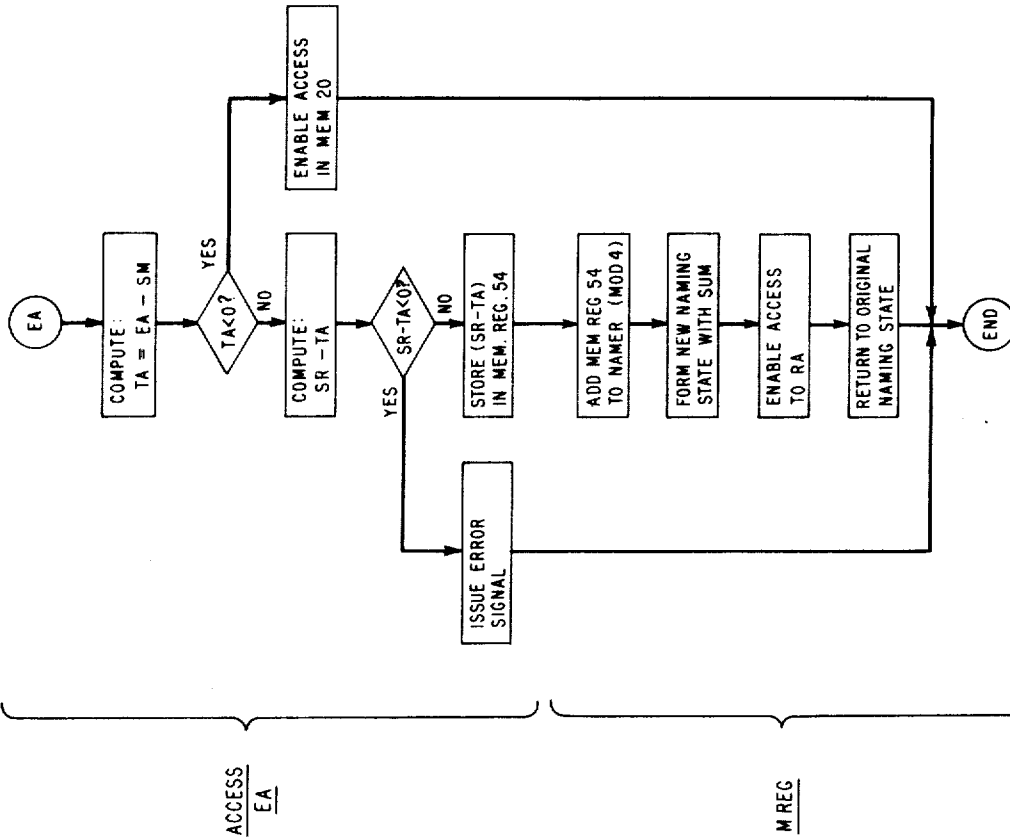 EA
COMPUTE:
TA = EA - SM
TA<0?
YES
NO
ENABLE ACCESS
IN MEM 20
COMPUTE:
SR - TA
SR-TA<0?
YES
NO
ISSUE ERROR
SIGNAL
STORE (SR-TA)
IN MEM. REG. 54
ADD MEM REG 54
TO NAMER (MOD4)
FORM NEW NAMING
STATE WITH SUM
ENABLE ACCESS
TO RA
RETURN TO ORIGINAL
NAMING STATE
END
ACCESS
EA
M REG